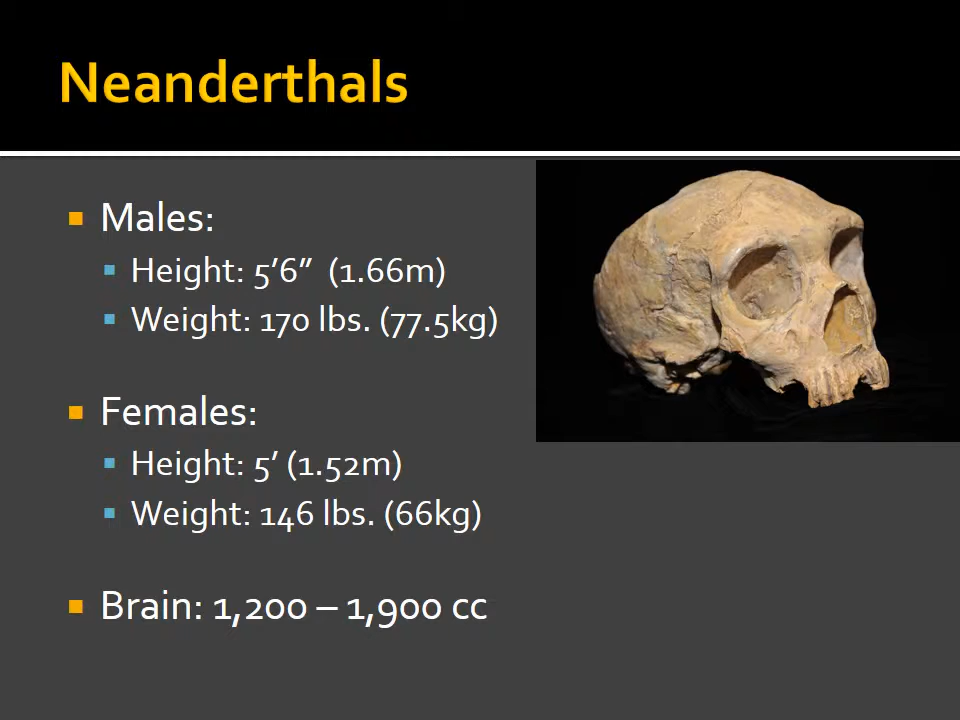 Neanderthals
Males:
Height: 5’6” (1.66m)
Weight: 170 lbs. (77.5kg)
Females:
Height: 5’ (1.52m)
Weight: 146 lbs. (66kg)
Brain: 1,200 – 1,900 cc